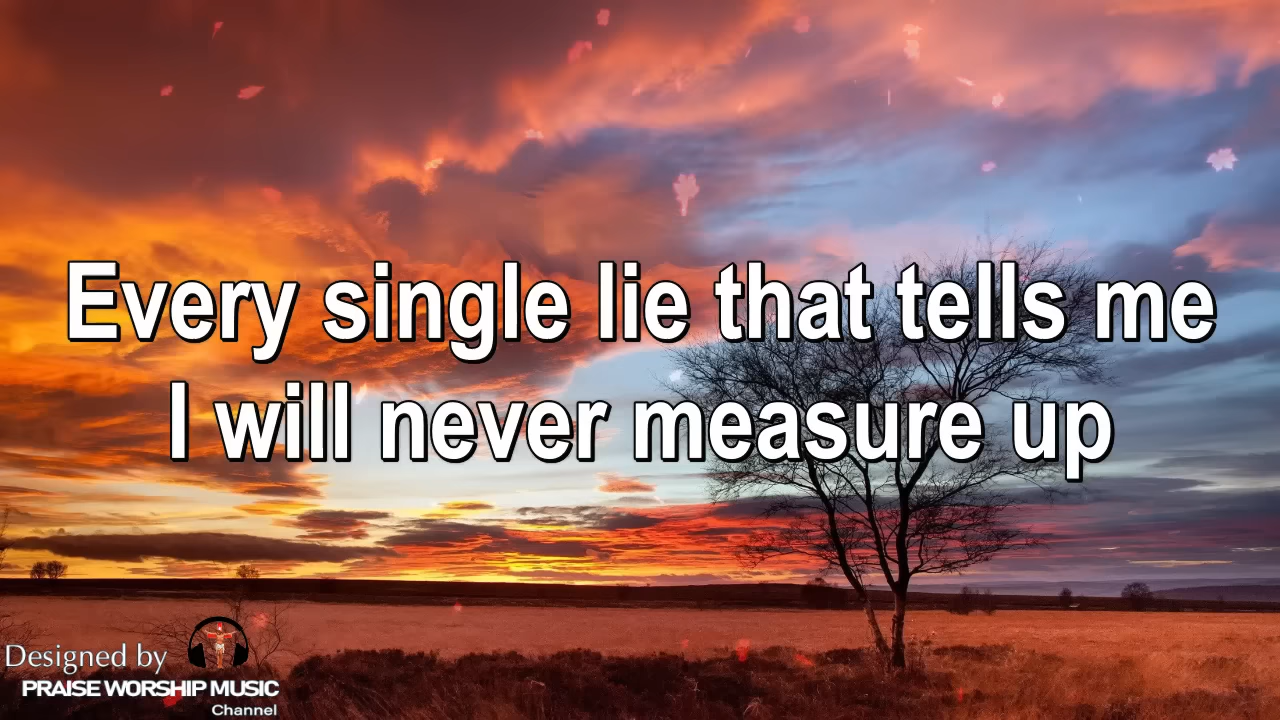 Every single lie that tells me
I will never measure up
Designed by
PRAISE WORSHIP MUSIC
Channel